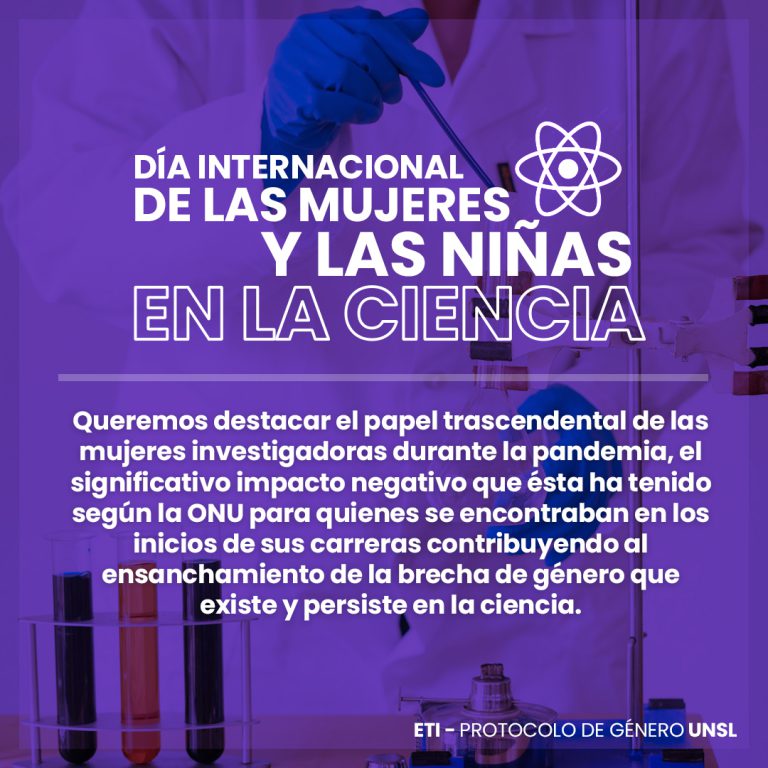 DÍA INTERNACIONAL
DE LAS MUJERES
Y LAS NIÑAS
EN LA CIENCIA
Queremos destacar el papel trascendental de las
mujeres investigadoras durante la pandemia, el
significativo impacto negativo que ésta ha tenido
según la ONU para quienes se encontraban en los
inicios de sus carreras contribuyendo al
ensanchamiento de la brecha de género que
existe y persiste en la ciencia.
ETI - PROTOCOLO DE GÉNERO UNSL